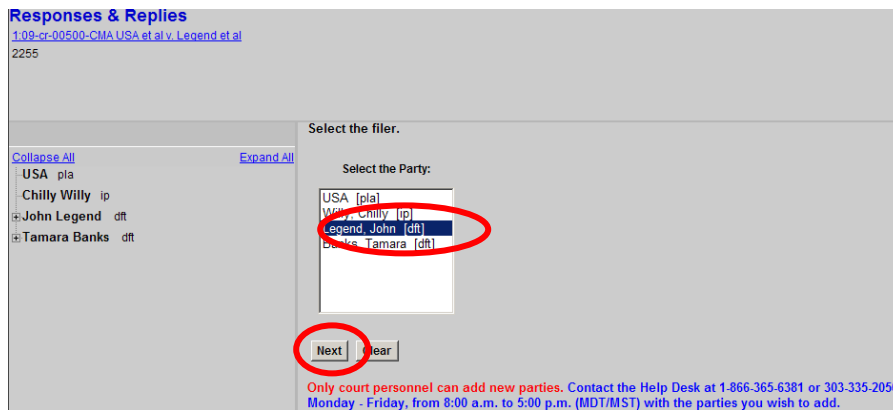 Responses & Replies
1:09-cr-00500-CMA USA et al v. Legend et al
2255
Select the filer.
Collapse All Expand All
USA pla
Chilly Willy ip
John Legend dft
Tamara Banks dft
Select the Party:
USA [pla]
Willy, Chilly [ip]
Legend, John [dft]
Banks, Tamara [dft]
Next Clear
Only court personnel can add new parties. Contact the Help Desk at 1-866-365-6381 or 303-335-205
Monday - Friday, from 8:00 a.m. to 5:00 p.m. (MDT/MST) with the parties you wish to add.